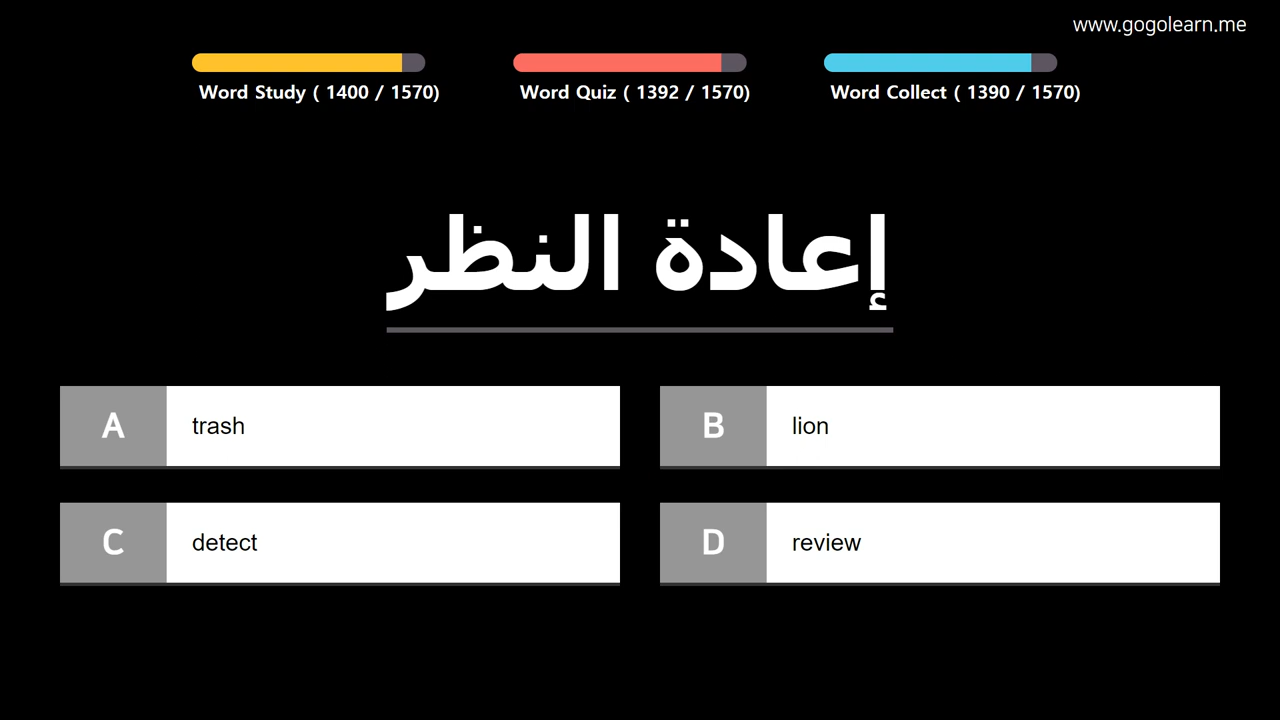 www.gogolearn.me
Word Study ( 1400 / 1570)
Word Quiz ( 1392 / 1570)
Word Collect ( 1390 / 1570)
إعادة النظر
A trash
B lion
C detect
D review